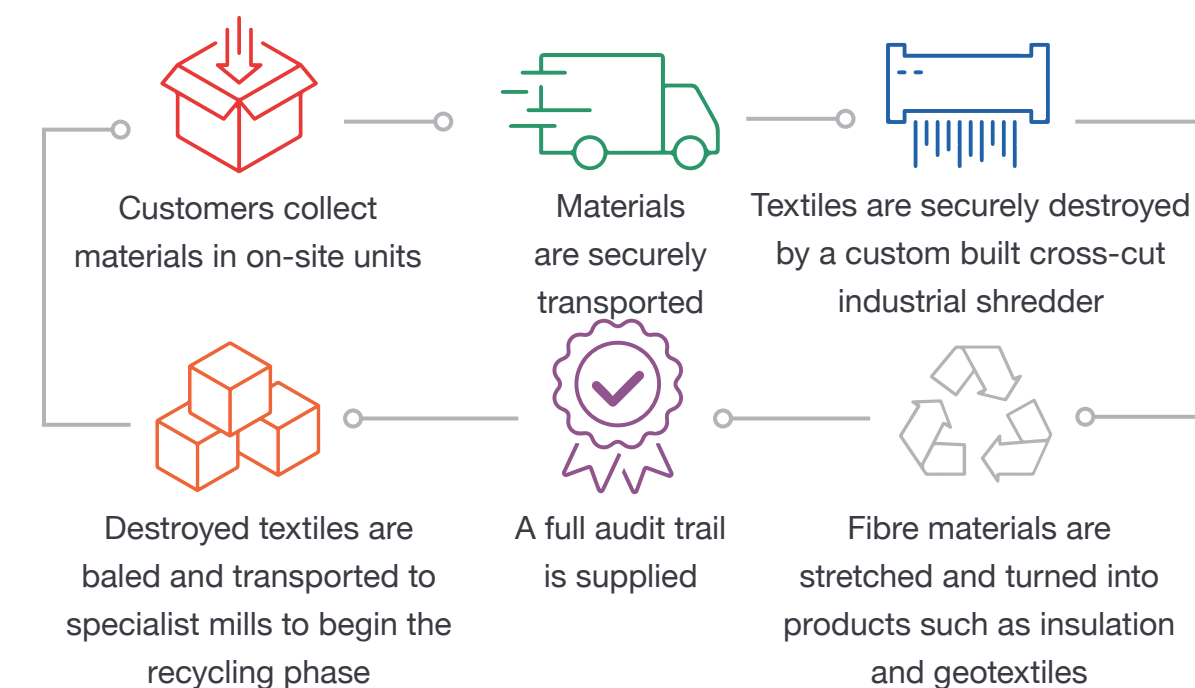 Customers collect
materials in on-site units
Materials
are securely
transported
Textiles are securely destroyed
by a custom built cross-cut
industrial shredder
Destroyed textiles are
baled and transported to
specialist mills to begin the
recycling phase
A full audit trail
is supplied
Fibre materials are
stretched and turned into
products such as insulation
and geotextiles